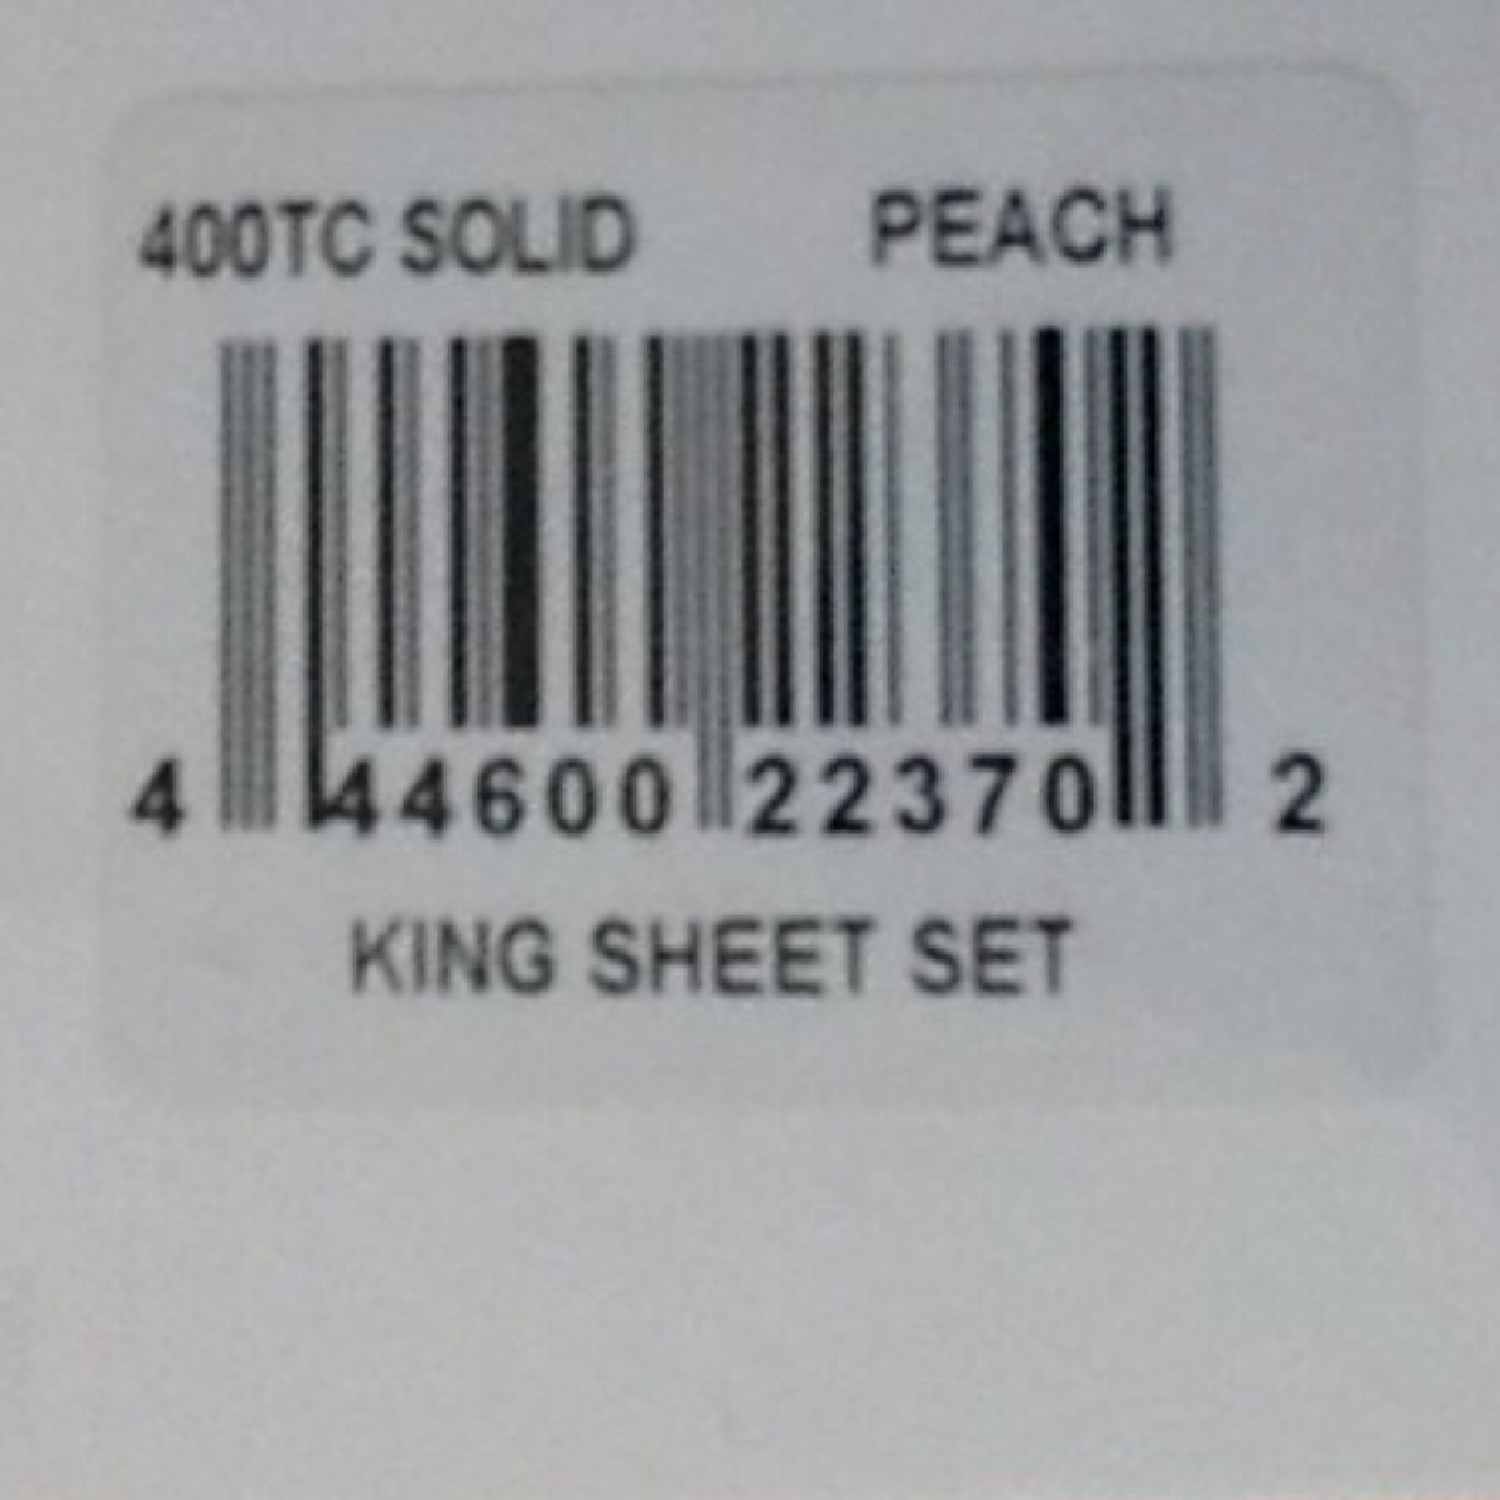 400TC SOLID PEACH
4 44600 22370 2
KING SHEET SET